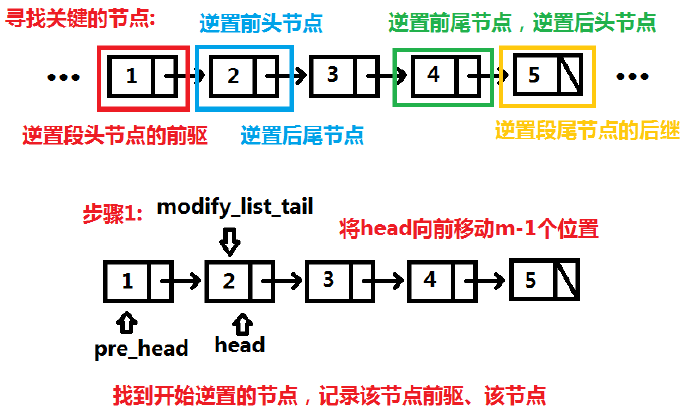 寻找关键的节点:
逆置前头节点
逆置前尾节点，逆置后头节点
••• 1 2 3 4 5 •••
逆置段头节点的前驱
逆置后尾节点
逆置段尾节点的后继
步骤1:
modify_list_tail
将head向前移动m-1个位置
1 2 3 4 5
pre_head
head
找到开始逆置的节点，记录该节点前驱、该节点